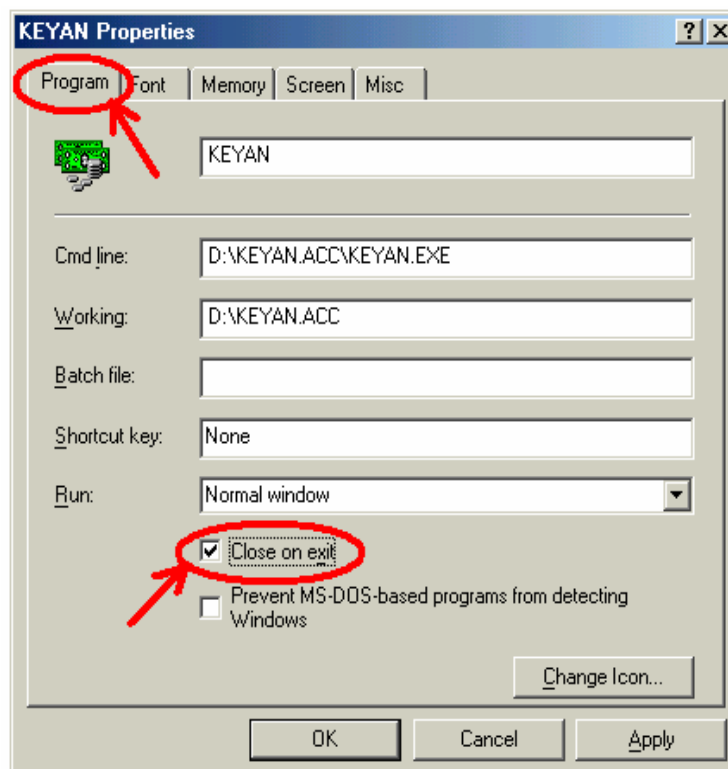 KEYAN Properties
Program Font Memory Screen Misc
KEYAN
Cmd line: D:\KEYAN.ACC\KEYAN.EXE
Working: D:\KEYAN.ACC
Batch file:
Shortcut key: None
Run: Normal window
Close on exit
Prevent MS-DOS-based programs from detecting
Windows
Change Icon...
OK Cancel Apply